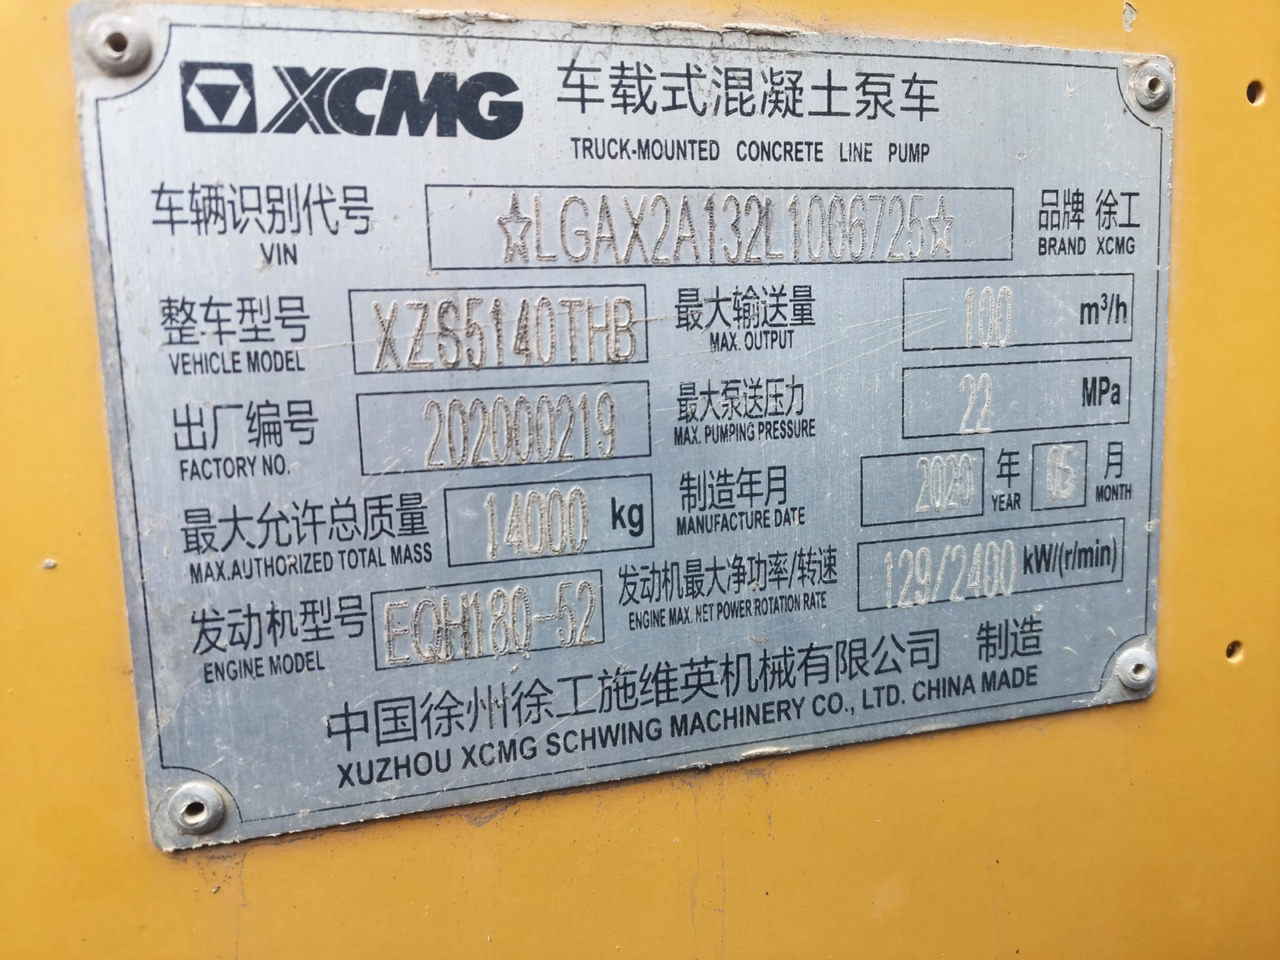 XCMG 车载式混凝土泵车
TRUCK-MOUNTED CONCRETE LINE PUMP
车辆识别代号 ☆LGAX2A132L1006725☆ 品牌 徐工
VIN BRAND XCMG
整车型号 XZS5140THB 最大输送量 100 m³/h
VEHICLE MODEL MAX. OUTPUT
出厂编号 202000219 最大泵送压力 22 MPa
FACTORY NO. MAX. PUMPING PRESSURE
最大允许总质量 14000 kg 制造年月 2020 年 05 月
MAX.AUTHORIZED TOTAL MASS MANUFACTURE DATE YEAR MONTH
发动机型号 EQH180-52 发动机最大净功率/转速 129/2400 kW/(r/min)
ENGINE MODEL ENGINE MAX. NET POWER ROTATION RATE
中国徐州徐工施维英机械有限公司 制造
XUZHOU XCMG SCHWING MACHINERY CO., LTD. CHINA MADE